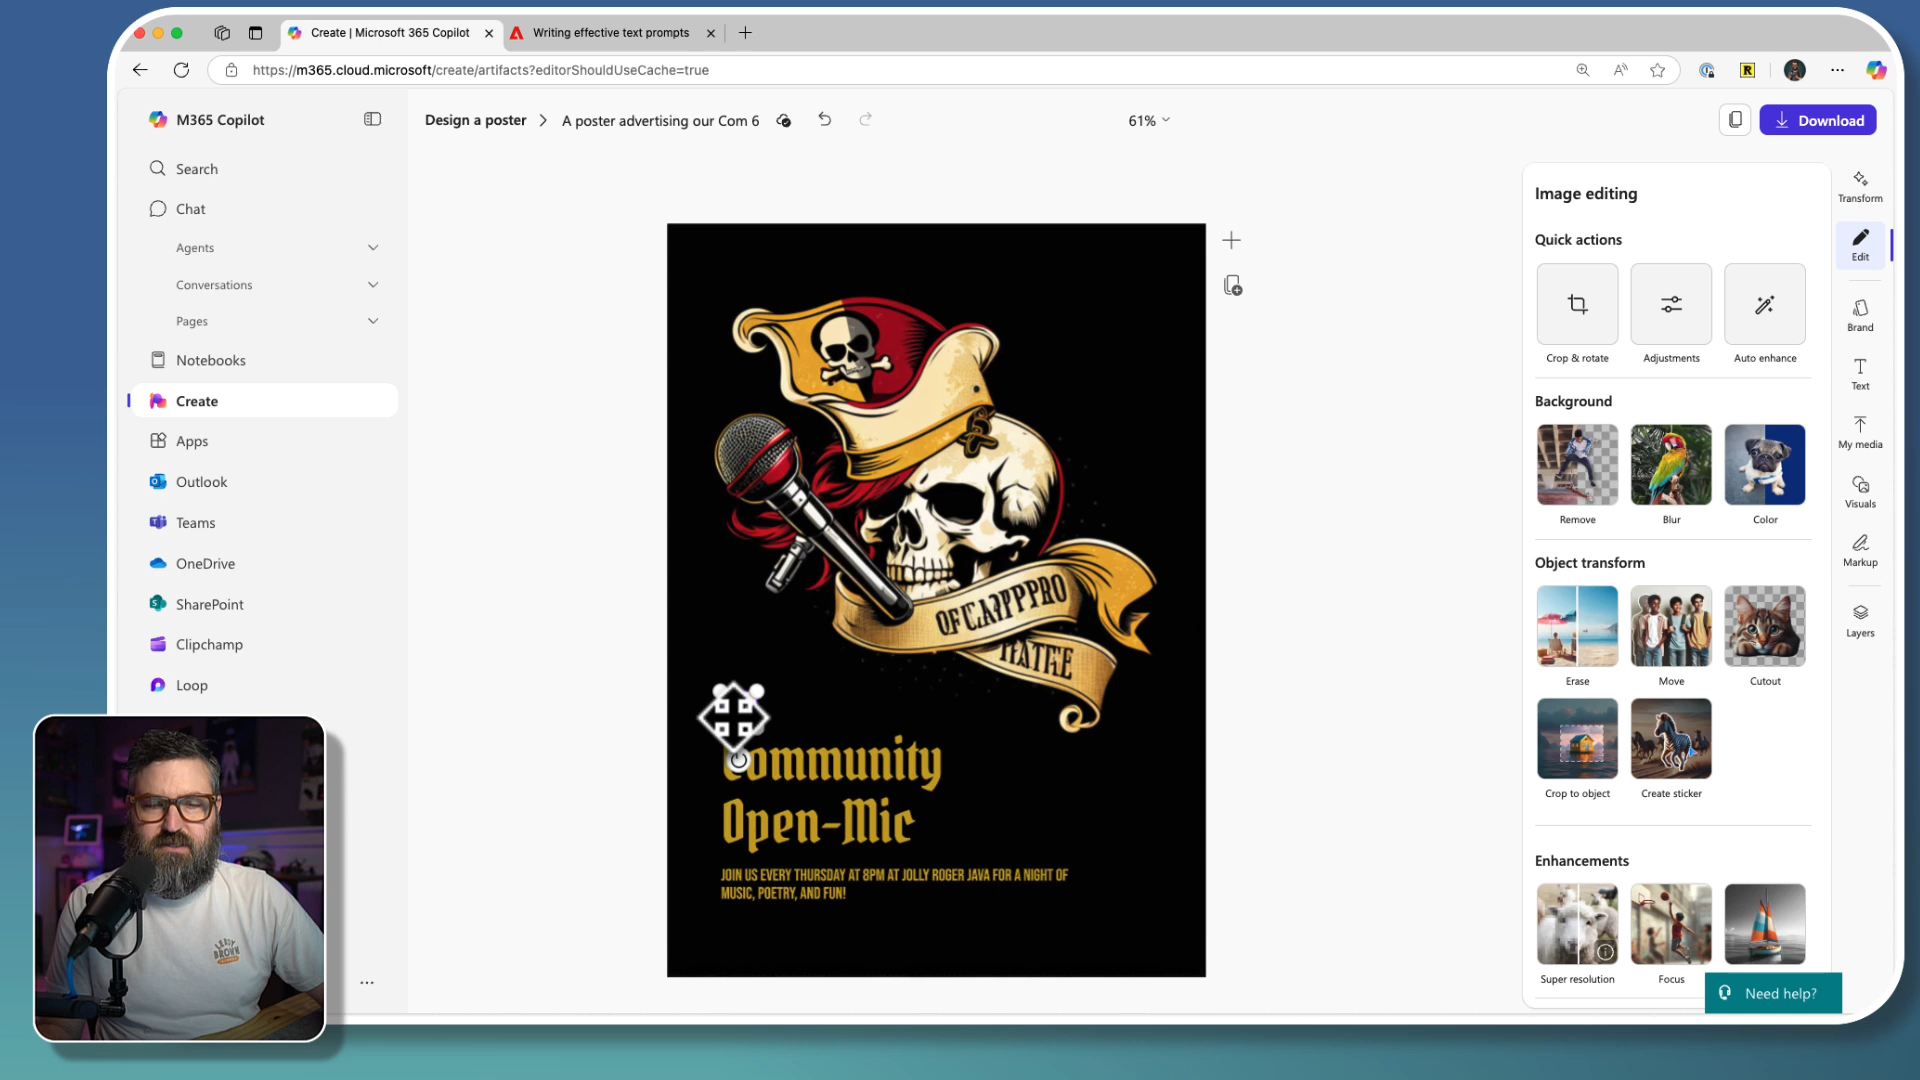 Create | Microsoft 365 Copilot
Writing effective text prompts
https://m365.cloud.microsoft/create/artifacts?editorShouldUseCache=true
M365 Copilot
Search
Chat
Agents
Conversations
Pages
Notebooks
Create
Apps
Outlook
Teams
OneDrive
SharePoint
Clipchamp
Loop
Design a poster
A poster advertising our Com 6
61%
Download
OFCAPPPRO
Community
Open-Mic
JOIN US EVERY THURSDAY AT 8PM AT JOLLY ROGER JAVA FOR A NIGHT OF
MUSIC, POETRY, AND FUN!
Image editing
Quick actions
Crop & rotate
Adjustments
Auto enhance
Background
Remove
Blur
Color
Object transform
Erase
Move
Cutout
Crop to object
Create sticker
Enhancements
Super resolution
Focus
Need help?
Transform
Edit
Brand
Text
My media
Visuals
Markup
Layers
LEROY
BROWN